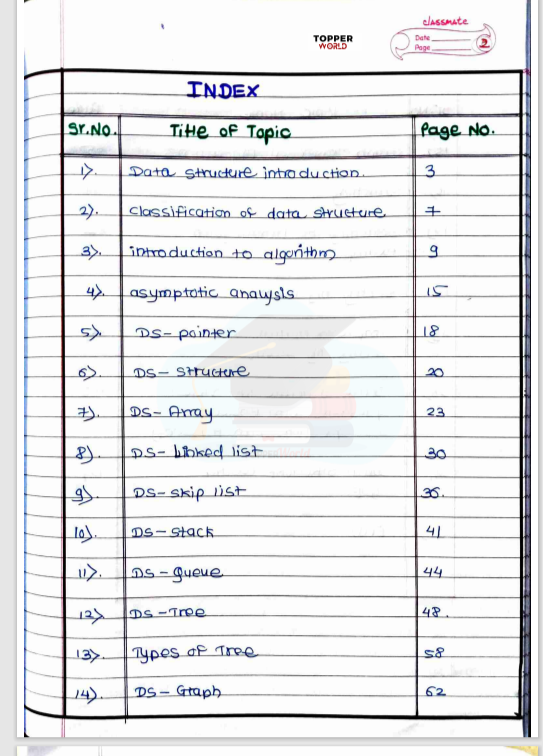 TOPPER
WORLD
classmate
Date
Page 2
INDEX
Sr.No. Title of Topic Page No.
1). Data structure introduction. 3
2). classification of data structure 7
3). introduction to algorithm 9
4). asymptotic anaysls 15
5). DS - pointer 18
6). DS - structure 20
7). DS - Array 23
8). DS - Linked list 30
9). DS - skip list 36.
10). DS - stack 41
11). DS - queue 44
12) DS - Tree 48.
13). Types of Tree 58
14). DS - Graph 62